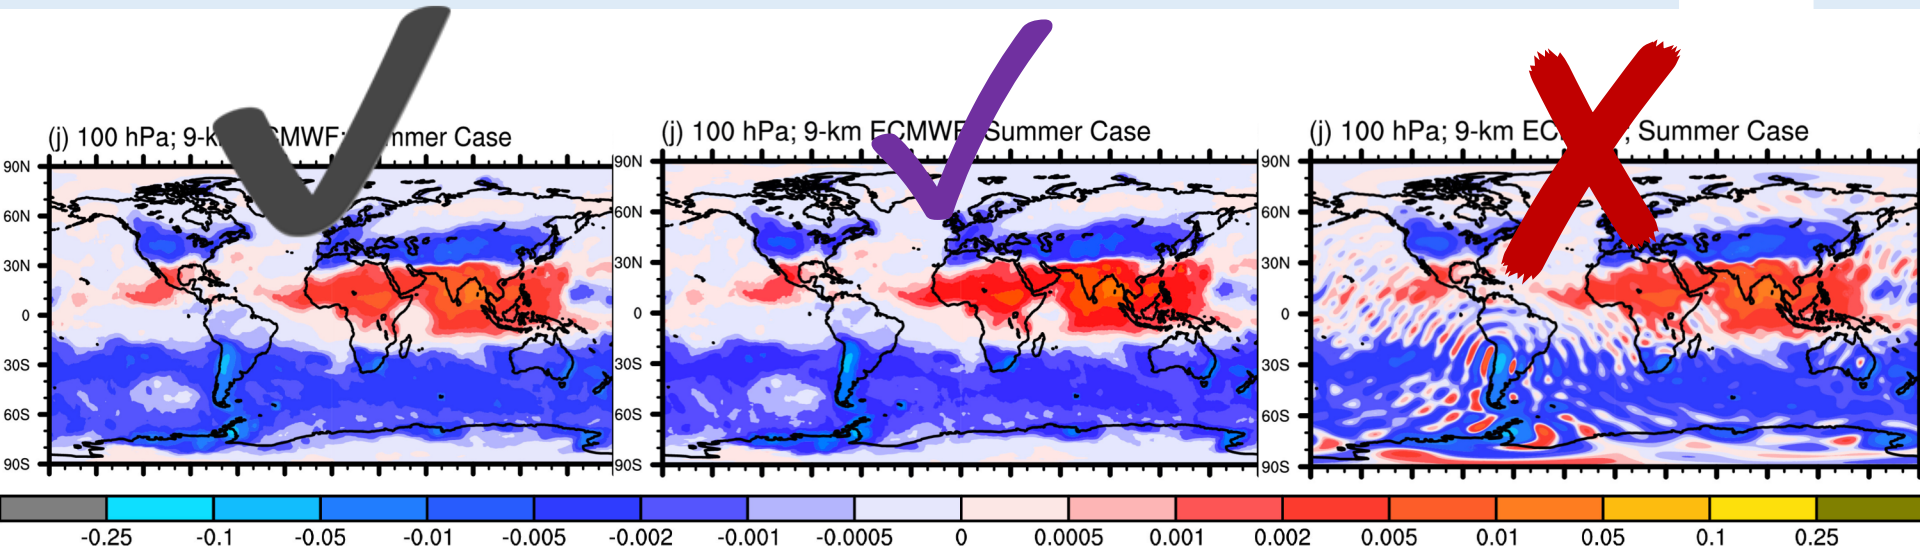 (j) 100 hPa; 9-k CMWF; mmer Case
90N
60N
30N
0
30S
60S
90S
(j) 100 hPa; 9-km ECMWF Summer Case
90N
60N
30N
0
30S
60S
90S
(j) 100 hPa; 9-km EC , Summer Case
90N
60N
30N
0
30S
60S
90S
-0.25 -0.1 -0.05 -0.01 -0.005 -0.002 -0.001 -0.0005 0 0.0005 0.001 0.002 0.005 0.01 0.05 0.1 0.25